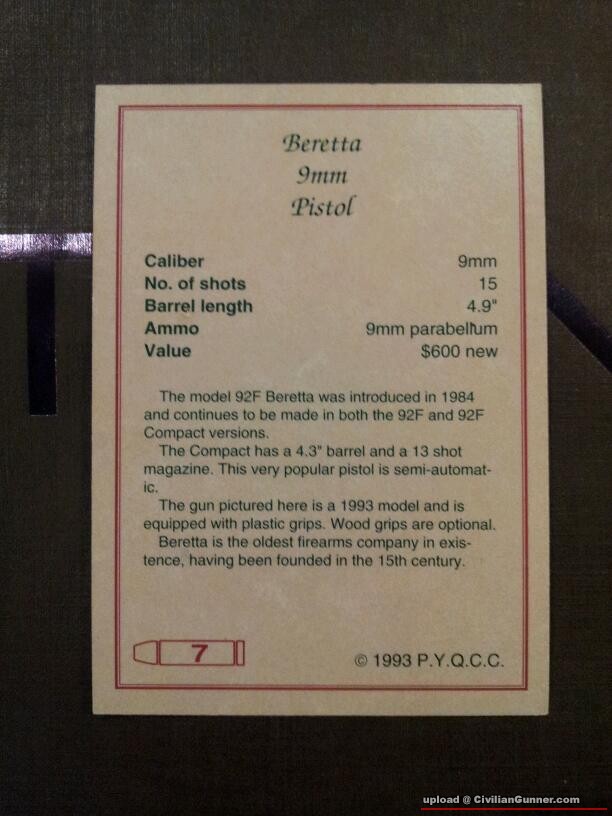 Beretta
9mm
Pistol
Caliber 9mm
No. of shots 15
Barrel length 4.9"
Ammo 9mm parabellum
Value $600 new
The model 92F Beretta was introduced in 1984
and continues to be made in both the 92F and 92F
Compact versions.
The Compact has a 4.3" barrel and a 13 shot
magazine. This very popular pistol is semi-automat-
ic.
The gun pictured here is a 1993 model and is
equipped with plastic grips. Wood grips are optional.
Beretta is the oldest firearms company in exis-
tence, having been founded in the 15th century.
7
© 1993 P.Y.Q.C.C.
upload @ CivilianGunner.com